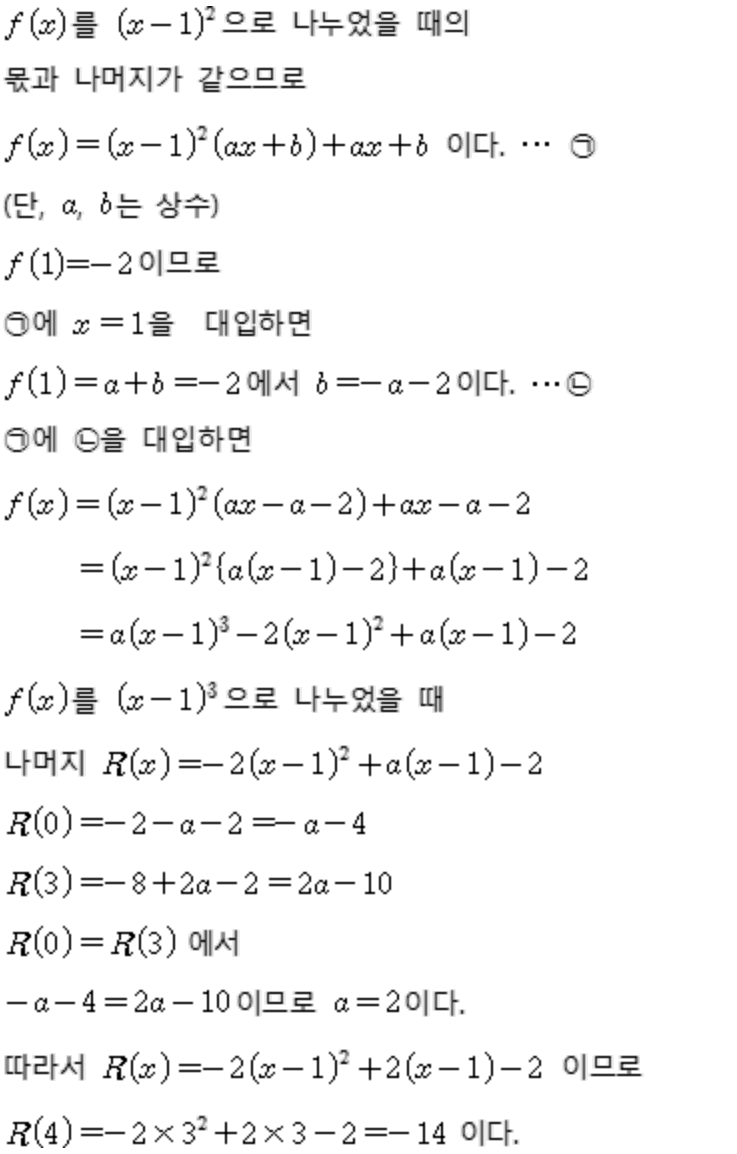 f(x)를 (x-1)²으로 나누었을 때의
몫과 나머지가 같으므로
f(x)=(x-1)²(ax+b)+ax+b 이다. ⋯ ㉠
(단, a, b는 상수)
f(1)=-2이므로
㉠에 x=1을 대입하면
f(1)=a+b=-2에서 b=-a-2이다. ⋯㉡
㉠에 ㉡을 대입하면
f(x)=(x-1)²(ax-a-2)+ax-a-2
=(x-1)²{a(x-1)-2}+a(x-1)-2
=a(x-1)³-2(x-1)²+a(x-1)-2
f(x)를 (x-1)³으로 나누었을 때
나머지 R(x)=-2(x-1)²+a(x-1)-2
R(0)=-2-a-2=-a-4
R(3)=-8+2a-2=2a-10
R(0)=R(3) 에서
-a-4=2a-10이므로 a=2이다.
따라서 R(x)=-2(x-1)²+2(x-1)-2 이므로
R(4)=-2×3²+2×3-2=-14 이다.